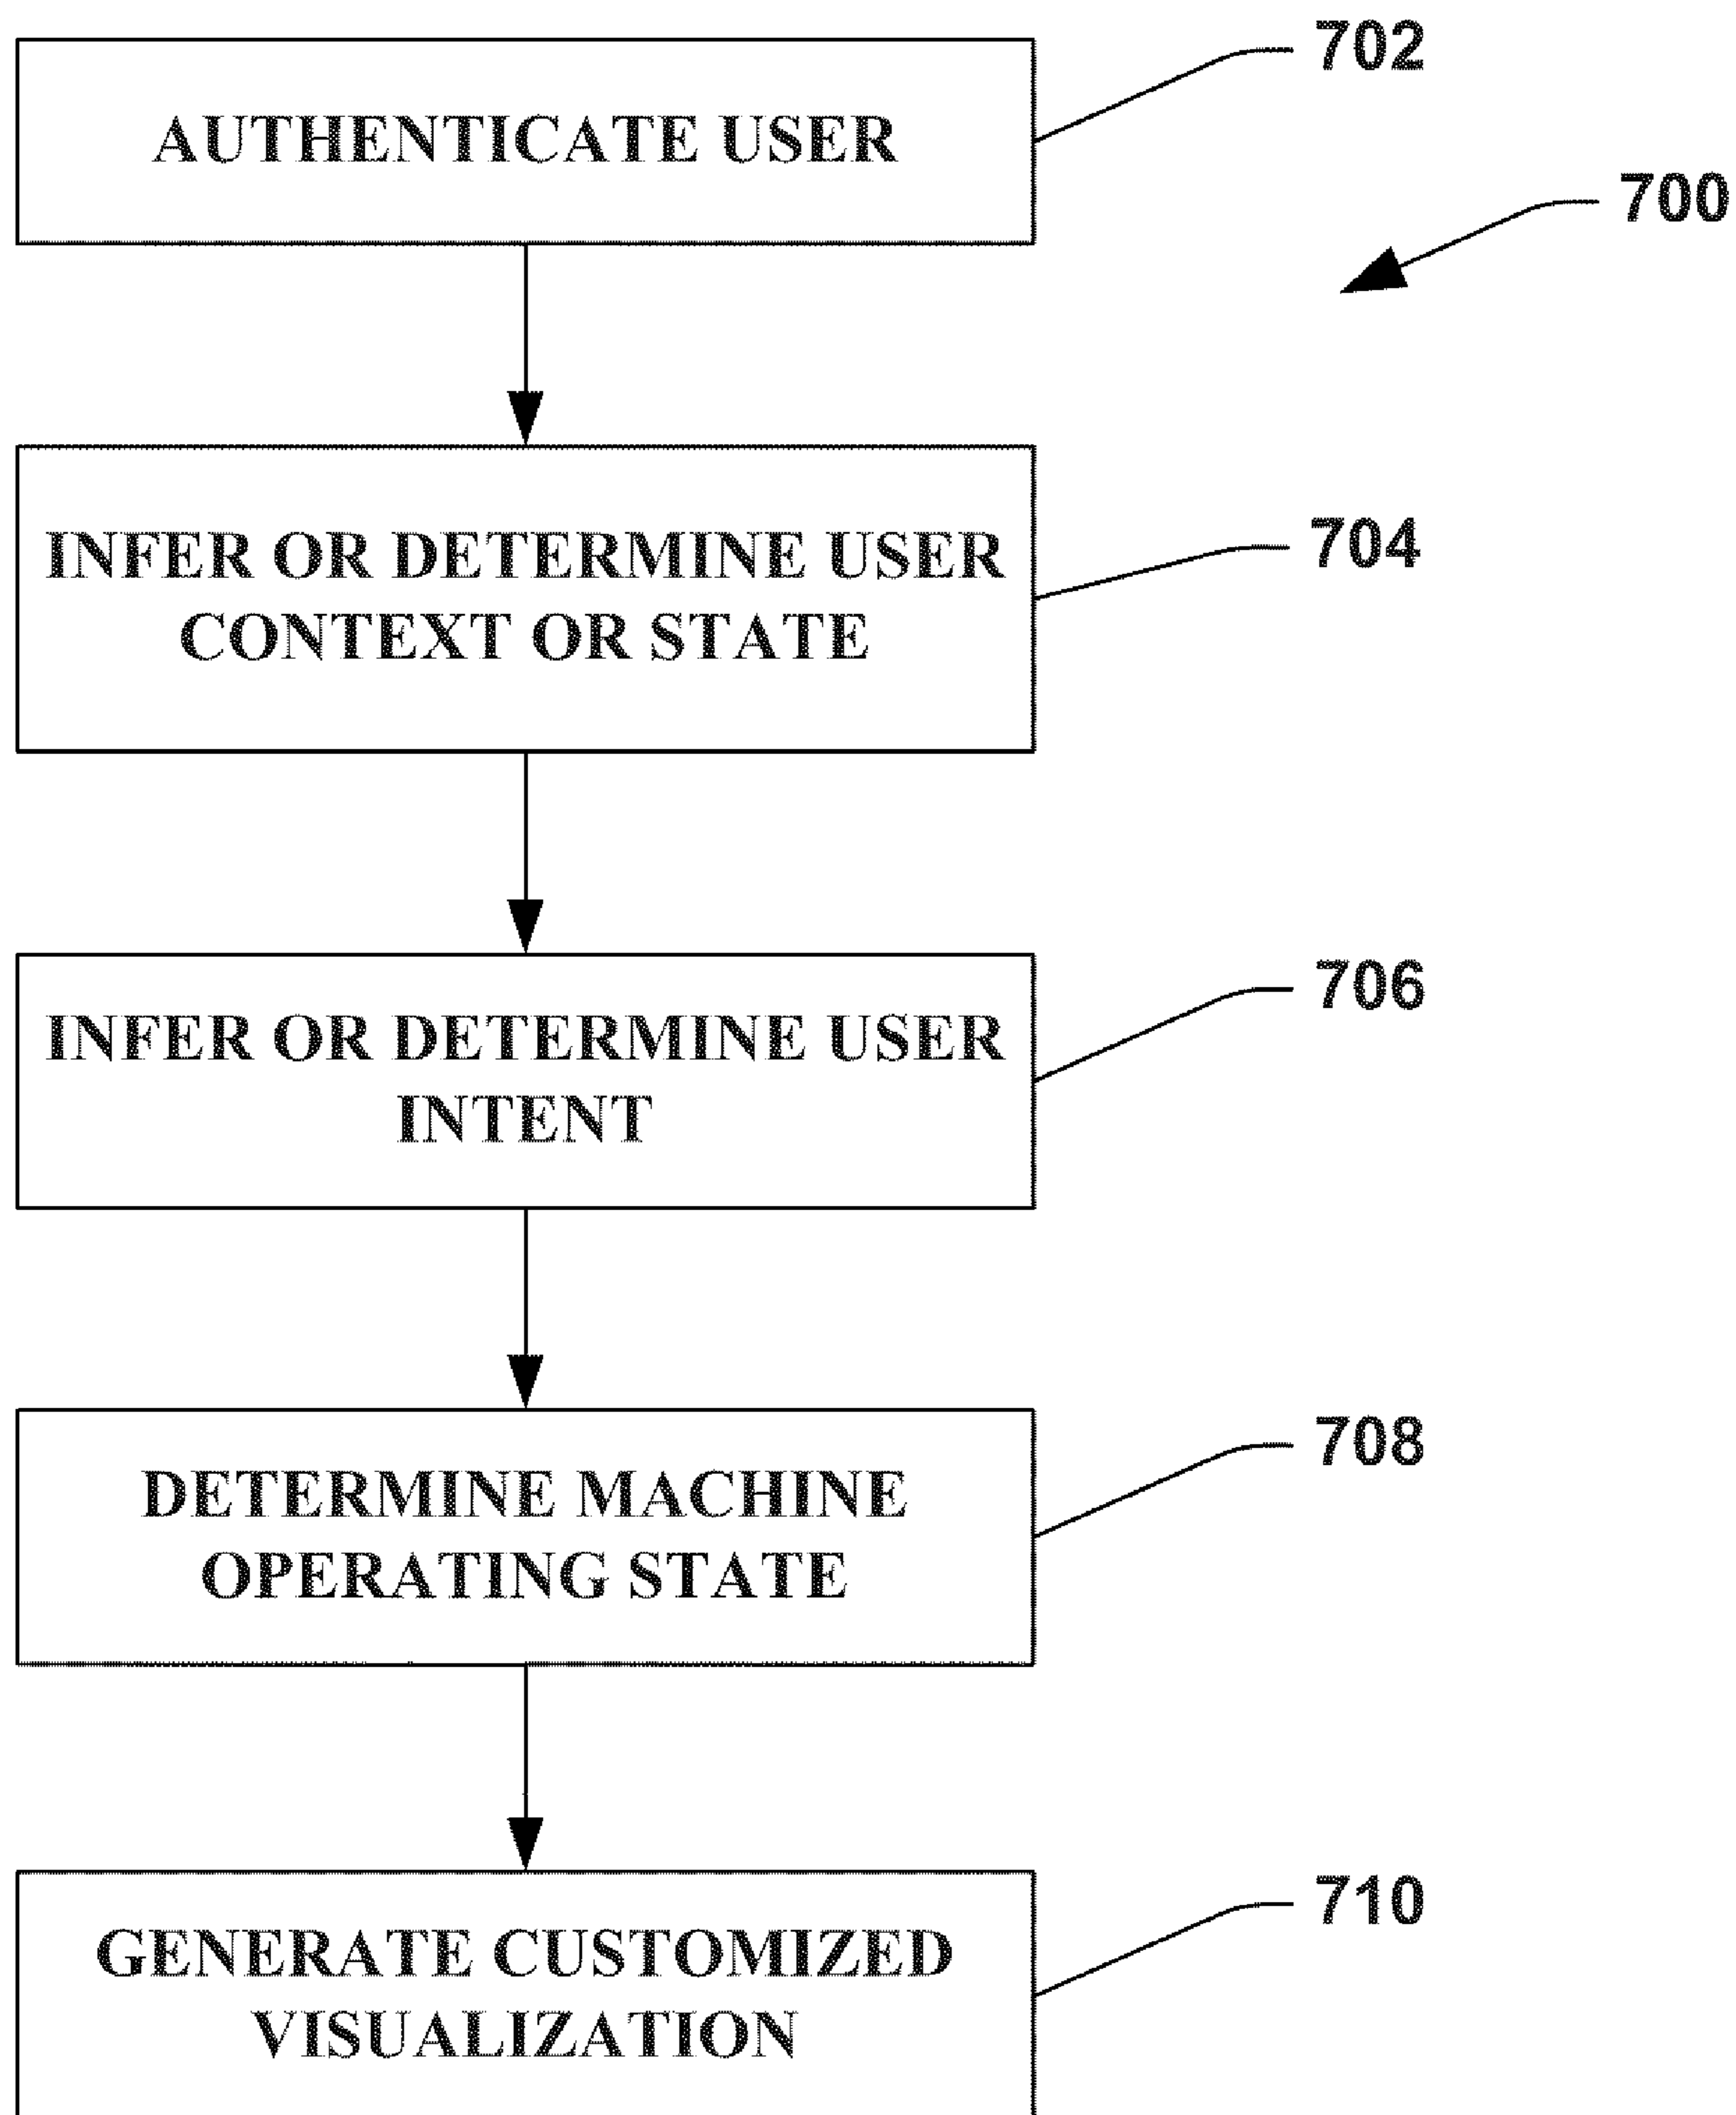 702
AUTHENTICATE USER
700
INFER OR DETERMINE USER
CONTEXT OR STATE
704
INFER OR DETERMINE USER
INTENT
706
DETERMINE MACHINE
OPERATING STATE
708
GENERATE CUSTOMIZED
VISUALIZATION
710